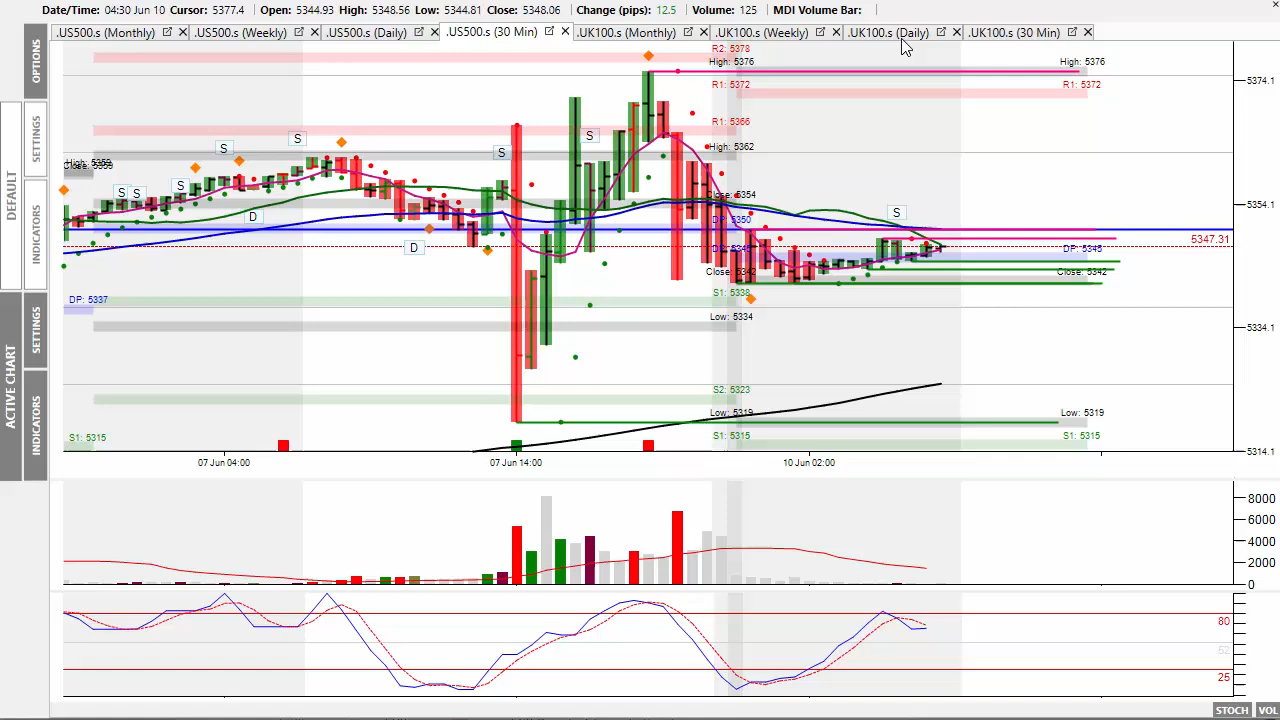 Date/Time: 04:30 Jun 10 Cursor: 5377.4 Open: 5344.93 High: 5348.56 Low: 5344.81 Close: 5348.06 Change (pips): 12.5 Volume: 125 MDI Volume Bar:
.US500.s (Monthly) .US500.s (Weekly) .US500.s (Daily) .US500.s (30 Min) .UK100.s (Monthly) .UK100.s (Weekly) .UK100.s (Daily) .UK100.s (30 Min)
OPTIONS
SETTINGS
DEFAULT
INDICATORS
SETTINGS
ACTIVE CHART
INDICATORS
R2: 5378
High: 5376 High: 5376
R1: 5372 R1: 5372
5374.1
R1: 5366
High: 5362
S S S S S S S S S
D D
Close: 5354
5354.1
DP: 5350
5347.31
DP: 5345
Close: 5342 Close: 5342
DP: 5337
S1: 5338
Low: 5334
5334.1
S2: 5323
Low: 5319 Low: 5319
S1: 5315 S1: 5315 S1: 5315
5314.1
07 Jun 04:00 07 Jun 14:00 10 Jun 02:00
8000
6000
4000
2000
0
80
52
25
STOCH VOL